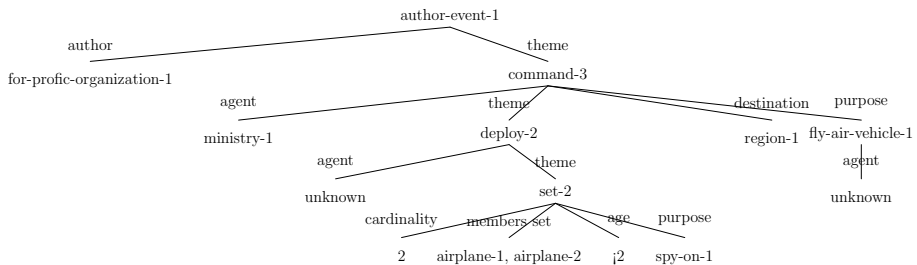 author-event-1
author theme
for-profic-organization-1 command-3
agent theme destination purpose
ministry-1 deploy-2 region-1 fly-air-vehicle-1
agent theme agent
unknown set-2 unknown
cardinality members-set age purpose
2 airplane-1, airplane-2 ¡2 spy-on-1